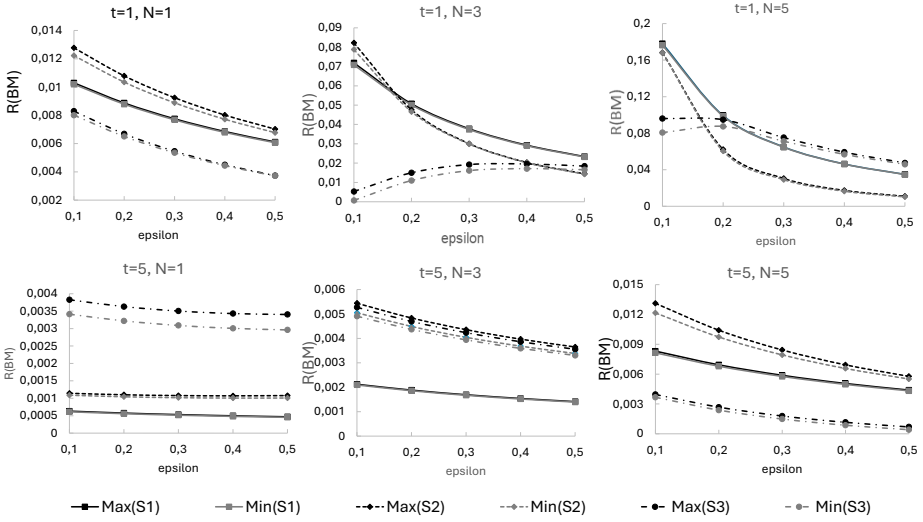 t=1, N=1
t=1, N=3
t=1, N=5
0,014
0,012
0,01
0,008
0,006
0,004
0,002
R(BM)
0,1 0,2 0,3 0,4 0,5
epsilon
0,09
0,08
0,07
0,06
0,05
0,04
0,03
0,02
0,01
0
R(BM)
0,1 0,2 0,3 0,4 0,5
epsilon
0,2
0,16
0,12
0,08
0,04
0
R(BM)
0,1 0,2 0,3 0,4 0,5
epsilon
t=5, N=1
t=5, N=3
t=5, N=5
0,004
0,0035
0,003
0,0015
0,001
0,0005
0
R(BM)
0,1 0,2 0,3 0,4 0,5
epsilon
0,006
0,005
0,004
0,003
0,002
0,001
0
R(BM)
0,1 0,2 0,3 0,4 0,5
epsilon
0,015
0,012
0,009
0,006
0,003
0
R(BM)
0,1 0,2 0,3 0,4 0,5
epsilon
Max(S1) Min(S1) Max(S2) Min(S2) Max(S3) Min(S3)